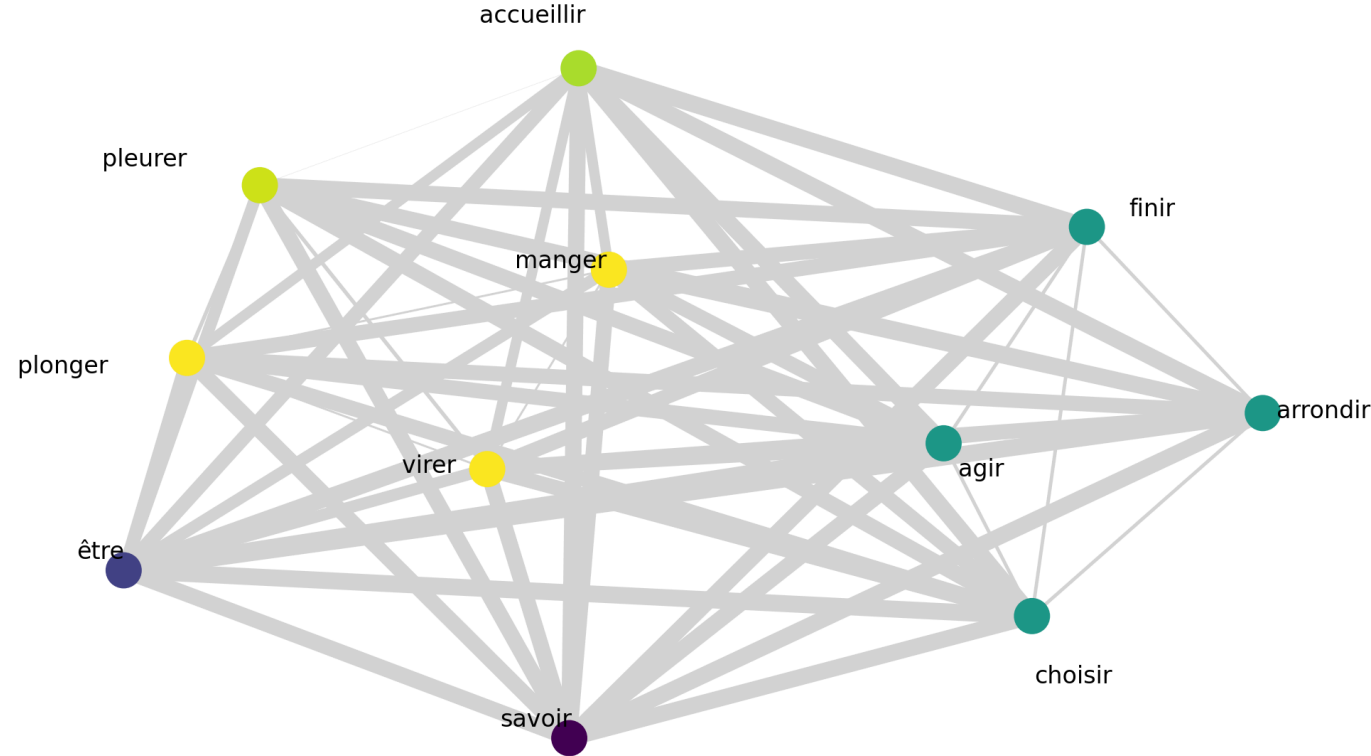 accueillir
pleurer
finir
manger
plonger
arrondir
virer
agir
être
choisir
savoir